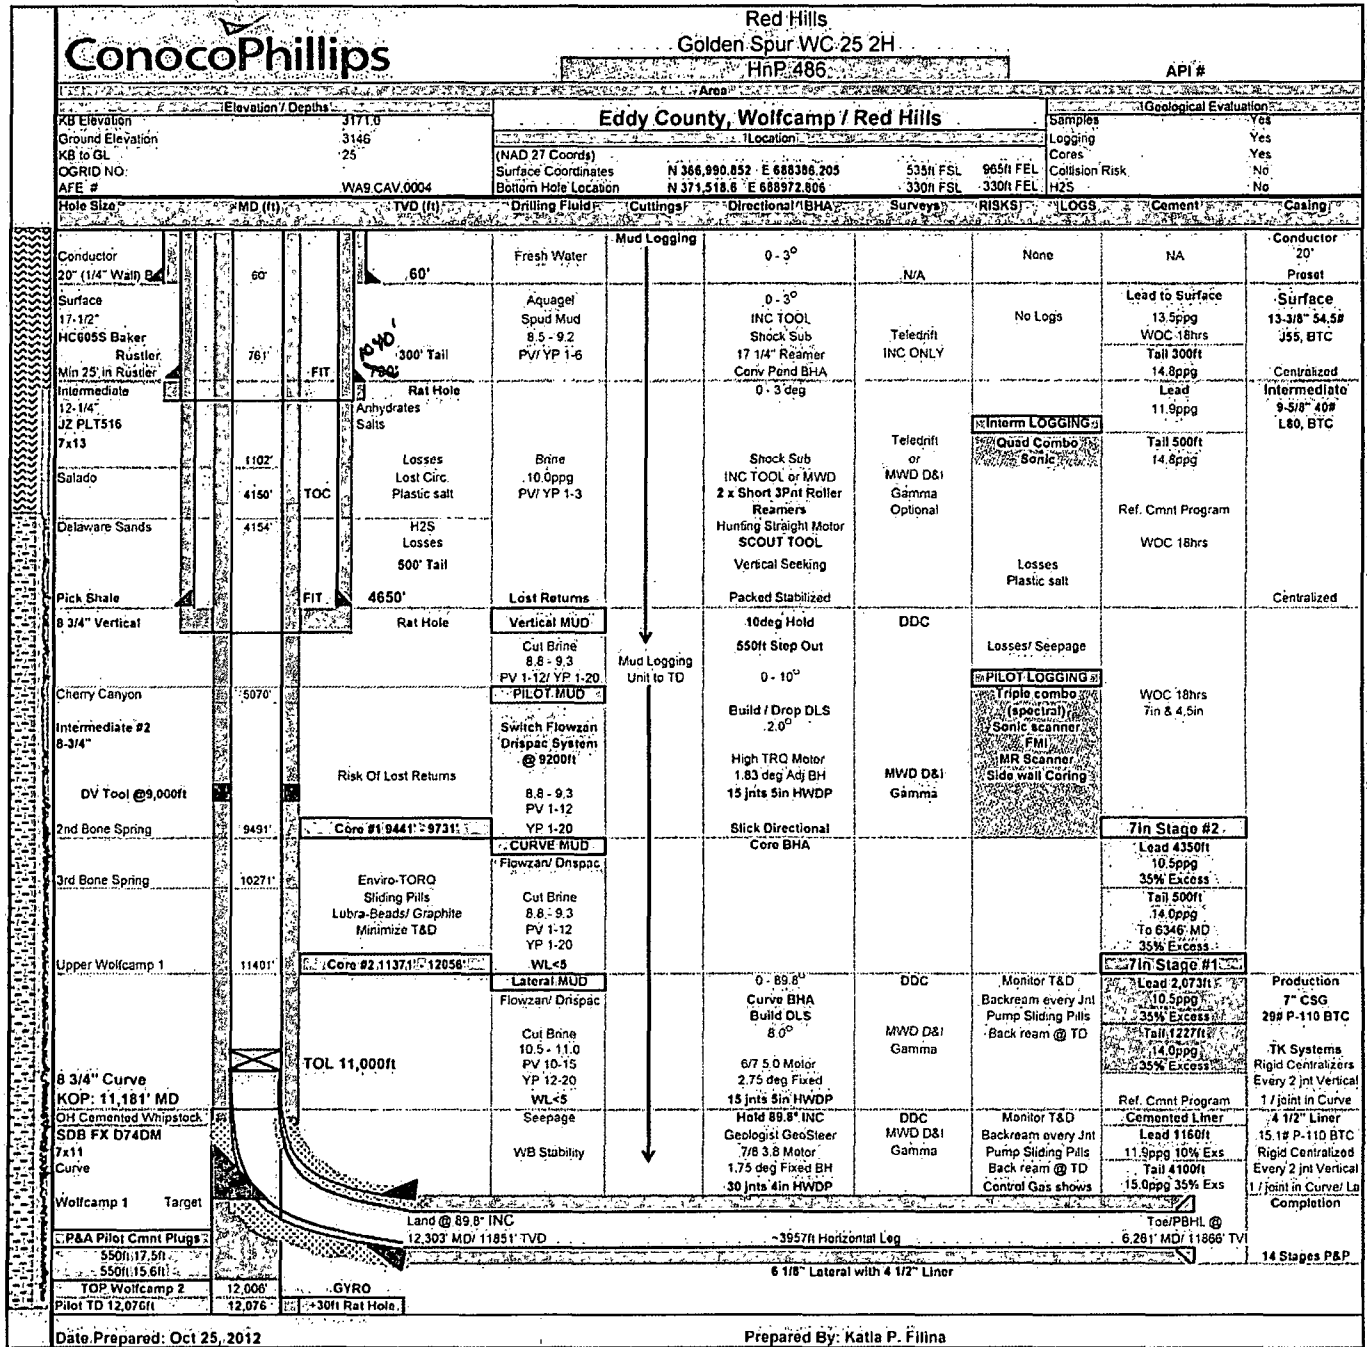 ConocoPhillips
Red Hills
Golden Spur WC 25 2H
HnP 486
API #
Area
Elevation / Depths
Eddy County, Wolfcamp / Red Hills
Geological Evaluation
KB Elevation 3171.0
Ground Elevation 3146
KB to GL 25
OGRID NO:
AFE # WA9.CAV.0004
Location
(NAD 27 Coords)
Surface Coordinates N 366,990.852 E 688386.205 535ft FSL 965ft FEL
Bottom Hole Location N 371,518.6 E 688972.806 330ft FSL 330ft FEL
Samples Yes
Logging Yes
Cores Yes
Collision Risk No
H2S No
Hole Size MD (ft) TVD (ft) Drilling Fluid Cuttings Directional BHA Surveys RISKS LOGS Cement Casing
Conductor
20" (1/4" Wall) B
60'
60'
Fresh Water
Mud Logging
0 - 3°
N/A
None
NA
Conductor
20'
Preset
Surface
17-1/2"
HC605S Baker
Rustler
Min 25' in Rustler
761'
FIT
1040'
300' Tail
Aquagel
Spud Mud
8.5 - 9.2
PV/ YP 1-6
0 - 3°
INC TOOL
Shock Sub
17 1/4" Reamer
Conv Pend BHA
Teledrift
INC ONLY
No Logs
Lead to Surface
13.5ppg
WOC 18hrs
Tail 300ft
14.8ppg
Surface
13-3/8" 54.5#
J55, BTC
Centralized
Intermediate
12-1/4"
JZ PLT516
7x13
Rat Hole
Anhydrates
Salts
0 - 3 deg
Interm LOGGING
Quad Combo
Sonic
Lead
11.9ppg
Tail 500ft
14.8ppg
Intermediate
9-5/8" 40#
L80, BTC
1102'
Salado
4150'
TOC
Losses
Lost Circ.
Plastic salt
Brine
10.0ppg
PV/ YP 1-3
Shock Sub
INC TOOL or MWD
2 x Short 3Pnt Roller
Reamers
Hunting Straight Motor
SCOUT TOOL
Vertical Seeking
Packed Stabilized
Teledrift
or
MWD D&I
Gamma
Optional
Ref. Cmnt Program
WOC 18hrs
Delaware Sands
4154'
H2S
Losses
500' Tail
Losses
Plastic salt
Pick Shale
FIT
4650'
Lost Returns
Centralized
8 3/4" Vertical
Rat Hole
Vertical MUD
Cut Brine
8.8 - 9.3
PV 1-12/ YP 1-20
Mud Logging
Unit to TD
10deg Hold
550ft Step Out
0 - 10°
DDC
Losses/ Seepage
PILOT LOGGING
Triple combo
(spectral)
Sonic scanner
FMI
MR Scanner
Side wall Coring
Cherry Canyon
5070'
PILOT MUD
WOC 18hrs
7in & 4.5in
Intermediate #2
8-3/4"
Switch Flowzan
Drispac System
@ 9200ft
Build / Drop DLS
2.0°
High TRQ Motor
1.83 deg Adj BH
15 jnts 5in HWDP
MWD D&I
Gamma
Risk Of Lost Returns
DV Tool @9,000ft
8.8 - 9.3
PV 1-12
YP 1-20
2nd Bone Spring
9491'
Core #1 9441' - 9731'
Slick Directional
7in Stage #2
CURVE MUD
Flowzan/ Drispac
Core BHA
Lead 4350ft
10.5ppg
35% Excess
3rd Bone Spring
10271'
Enviro-TORQ
Sliding Pills
Lubra-Beads/ Graphite
Minimize T&D
Cut Brine
8.8 - 9.3
PV 1-12
YP 1-20
WL<5
Tail 500ft
14.0ppg
To 6346' MD
35% Excess
Upper Wolfcamp 1
11401'
Core #2 11371' - 12056'
7in Stage #1
Lateral MUD
Flowzan/ Drispac
Cut Brine
10.5 - 11.0
PV 10-15
YP 12-20
WL<5
0 - 89.8°
Curve BHA
Build DLS
8.0°
6/7 5.0 Motor
2.75 deg Fixed
15 jnts 5in HWDP
DDC
MWD D&I
Gamma
Monitor T&D
Backream every Jnt
Pump Sliding Pills
Back ream @ TD
Lead 2,073ft
10.5ppg
35% Excess
Tail 1227ft
14.0ppg
35% Excess
Ref. Cmnt Program
Production
7" CSG
29# P-110 BTC
TK Systems
Rigid Centralizers
Every 2 jnt Vertical
1 / joint in Curve
TOL 11,000ft
8 3/4" Curve
KOP: 11,181' MD
OH Cemented Whipstock
SDB FX D74DM
7x11
Curve
Seepage
WB Stability
Hold 89.8° INC
Geologist GeoSteer
7/8 3.8 Motor
1.75 deg Fixed BH
30 jnts 4in HWDP
DDC
MWD D&I
Gamma
Monitor T&D
Backream every Jnt
Pump Sliding Pills
Back ream @ TD
Control Gas shows
Cemented Liner
Lead 1160ft
11.9ppg 10% Exs
Tail 4100ft
15.0ppg 35% Exs
4 1/2" Liner
15.1# P-110 BTC
Rigid Centralized
Every 2 jnt Vertical
1 / joint in Curve/ La
Completion
Wolfcamp 1 Target
Land @ 89.8° INC
12,303' MD/ 11851' TVD
~3957ft Horizontal Leg
Toe/PBHL @
6,261' MD/ 11866' TVI
P&A Pilot Cmnt Plugs
550ft 17.5ft
550ft 15.6ft
6 1/8" Lateral with 4 1/2" Liner
14 Stages P&P
TOP Wolfcamp 2 12,006' GYRO
Pilot TD 12,076ft 12,076 +30ft Rat Hole
Date Prepared: Oct 25, 2012
Prepared By: Katla P. Filina